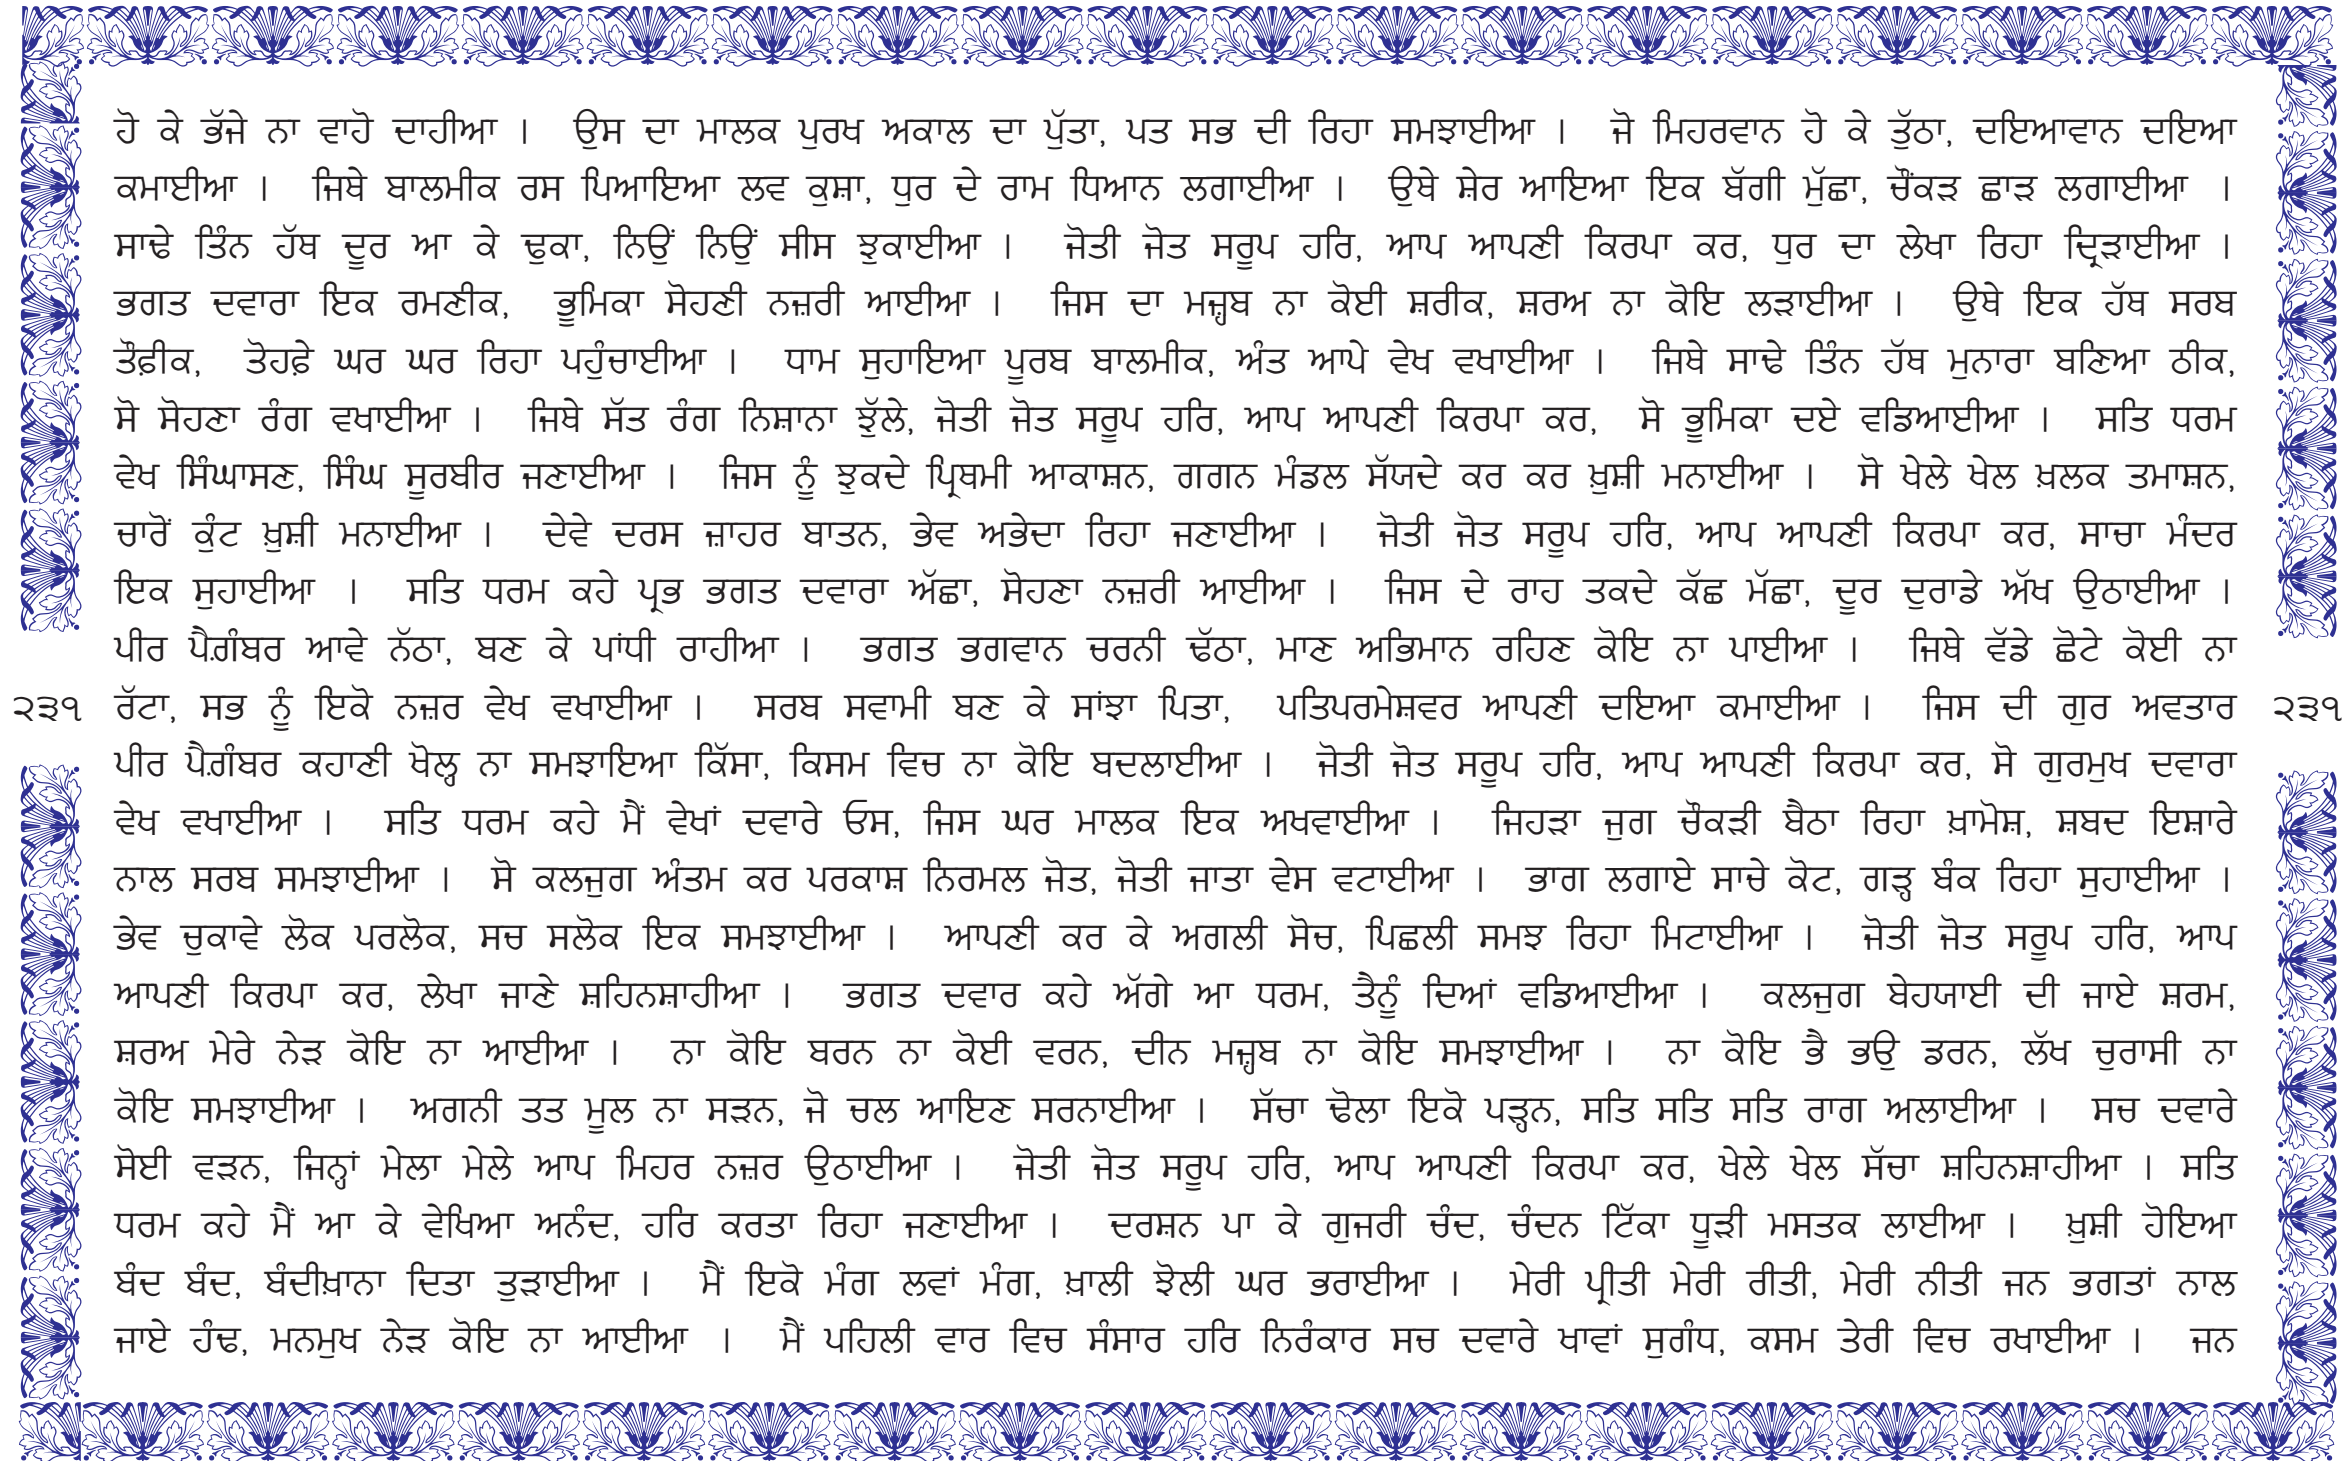 ਹੋ ਕੇ ਭੱਜੇ ਨਾ ਵਾਹੋ ਦਾਹੀਆ । ਉਸ ਦਾ ਮਾਲਕ ਪੁਰਖ ਅਕਾਲ ਦਾ ਪੁੱਤਾ, ਪਤ ਸਭ ਦੀ ਰਿਹਾ ਸਮਝਾਈਆ । ਜੋ ਮਿਹਰਵਾਨ ਹੋ ਕੇ ਤੁੱਠਾ, ਦਇਆਵਾਨ ਦਇਆ
ਕਮਾਈਆ । ਜਿਥੇ ਬਾਲਮੀਕ ਰਸ ਪਿਆਇਆ ਲਵ ਕੁਸ਼ਾ, ਧੁਰ ਦੇ ਰਾਮ ਧਿਆਨ ਲਗਾਈਆ । ਉਥੇ ਸ਼ੇਰ ਆਇਆ ਇਕ ਬੱਗੀ ਮੁੱਛਾ, ਚੌਂਕੜ ਛਾੜ ਲਗਾਈਆ ।
ਸਾਢੇ ਤਿੰਨ ਹੱਥ ਦੂਰ ਆ ਕੇ ਢੁਕਾ, ਨਿਉਂ ਨਿਉਂ ਸੀਸ ਝੁਕਾਈਆ । ਜੋਤੀ ਜੋਤ ਸਰੂਪ ਹਰਿ, ਆਪ ਆਪਣੀ ਕਿਰਪਾ ਕਰ, ਧੁਰ ਦਾ ਲੇਖਾ ਰਿਹਾ ਦ੍ਰਿੜਾਈਆ ।
ਭਗਤ ਦਵਾਰਾ ਇਕ ਰਮਣੀਕ, ਭੂਮਿਕਾ ਸੋਹਣੀ ਨਜ਼ਰੀ ਆਈਆ । ਜਿਸ ਦਾ ਮਜ਼੍ਹਬ ਨਾ ਕੋਈ ਸ਼ਰੀਕ, ਸ਼ਰਅ ਨਾ ਕੋਇ ਲੜਾਈਆ । ਉਥੇ ਇਕ ਹੱਥ ਸਰਬ
ਤੌਫ਼ੀਕ, ਤੋਹਫ਼ੇ ਘਰ ਘਰ ਰਿਹਾ ਪਹੁੰਚਾਈਆ । ਧਾਮ ਸੁਹਾਇਆ ਪੂਰਬ ਬਾਲਮੀਕ, ਅੰਤ ਆਪੇ ਵੇਖ ਵਖਾਈਆ । ਜਿਥੇ ਸਾਢੇ ਤਿੰਨ ਹੱਥ ਮੁਨਾਰਾ ਬਣਿਆ ਠੀਕ,
ਸੋ ਸੋਹਣਾ ਰੰਗ ਵਖਾਈਆ । ਜਿਥੇ ਸੱਤ ਰੰਗ ਨਿਸ਼ਾਨਾ ਝੁੱਲੇ, ਜੋਤੀ ਜੋਤ ਸਰੂਪ ਹਰਿ, ਆਪ ਆਪਣੀ ਕਿਰਪਾ ਕਰ, ਸੋ ਭੂਮਿਕਾ ਦਏ ਵਡਿਆਈਆ । ਸਤਿ ਧਰਮ
ਵੇਖ ਸਿੰਘਾਸਣ, ਸਿੰਘ ਸੂਰਬੀਰ ਜਣਾਈਆ । ਜਿਸ ਨੂੰ ਝੁਕਦੇ ਪ੍ਰਿਥਮੀ ਆਕਾਸ਼ਨ, ਗਗਨ ਮੰਡਲ ਸੱਯਦੇ ਕਰ ਕਰ ਖ਼ੁਸ਼ੀ ਮਨਾਈਆ । ਸੋ ਖੇਲੇ ਖੇਲ ਖ਼ਲਕ ਤਮਾਸ਼ਨ,
ਚਾਰੋਂ ਕੁੰਟ ਖ਼ੁਸ਼ੀ ਮਨਾਈਆ । ਦੇਵੇ ਦਰਸ ਜ਼ਾਹਰ ਬਾਤਨ, ਭੇਵ ਅਭੇਦਾ ਰਿਹਾ ਜਣਾਈਆ । ਜੋਤੀ ਜੋਤ ਸਰੂਪ ਹਰਿ, ਆਪ ਆਪਣੀ ਕਿਰਪਾ ਕਰ, ਸਾਚਾ ਮੰਦਰ
ਇਕ ਸੁਹਾਈਆ । ਸਤਿ ਧਰਮ ਕਹੇ ਪ੍ਰਭ ਭਗਤ ਦਵਾਰਾ ਅੱਛਾ, ਸੋਹਣਾ ਨਜ਼ਰੀ ਆਈਆ । ਜਿਸ ਦੇ ਰਾਹ ਤਕਦੇ ਕੱਛ ਮੱਛਾ, ਦੂਰ ਦੁਰਾਡੇ ਅੱਖ ਉਠਾਈਆ ।
ਪੀਰ ਪੈਗ਼ੰਬਰ ਆਵੇ ਨੱਠਾ, ਬਣ ਕੇ ਪਾਂਧੀ ਰਾਹੀਆ । ਭਗਤ ਭਗਵਾਨ ਚਰਨੀ ਢੱਠਾ, ਮਾਣ ਅਭਿਮਾਨ ਰਹਿਣ ਕੋਇ ਨਾ ਪਾਈਆ । ਜਿਥੇ ਵੱਡੇ ਛੋਟੇ ਕੋਈ ਨਾ
੨੩੧ ਰੱਟਾ, ਸਭ ਨੂੰ ਇਕੋ ਨਜ਼ਰ ਵੇਖ ਵਖਾਈਆ । ਸਰਬ ਸਵਾਮੀ ਬਣ ਕੇ ਸਾਂਝਾ ਪਿਤਾ, ਪਤਿਪਰਮੇਸ਼ਵਰ ਆਪਣੀ ਦਇਆ ਕਮਾਈਆ । ਜਿਸ ਦੀ ਗੁਰ ਅਵਤਾਰ ੨੩੧
ਪੀਰ ਪੈਗ਼ੰਬਰ ਕਹਾਣੀ ਖੋਲ੍ਹ ਨਾ ਸਮਝਾਇਆ ਕਿੱਸਾ, ਕਿਸਮ ਵਿਚ ਨਾ ਕੋਇ ਬਦਲਾਈਆ । ਜੋਤੀ ਜੋਤ ਸਰੂਪ ਹਰਿ, ਆਪ ਆਪਣੀ ਕਿਰਪਾ ਕਰ, ਸੋ ਗੁਰਮੁਖ ਦਵਾਰਾ
ਵੇਖ ਵਖਾਈਆ । ਸਤਿ ਧਰਮ ਕਹੇ ਮੈਂ ਵੇਖਾਂ ਦਵਾਰੇ ਓਸ, ਜਿਸ ਘਰ ਮਾਲਕ ਇਕ ਅਖਵਾਈਆ । ਜਿਹੜਾ ਜੁਗ ਚੌਕੜੀ ਬੈਠਾ ਰਿਹਾ ਖ਼ਾਮੋਸ਼, ਸ਼ਬਦ ਇਸ਼ਾਰੇ
ਨਾਲ ਸਰਬ ਸਮਝਾਈਆ । ਸੋ ਕਲਜੁਗ ਅੰਤਮ ਕਰ ਪਰਕਾਸ਼ ਨਿਰਮਲ ਜੋਤ, ਜੋਤੀ ਜਾਤਾ ਵੇਸ ਵਟਾਈਆ । ਭਾਗ ਲਗਾਏ ਸਾਚੇ ਕੋਟ, ਗੜ੍ਹ ਬੰਕ ਰਿਹਾ ਸੁਹਾਈਆ ।
ਭੇਵ ਚੁਕਾਵੇ ਲੋਕ ਪਰਲੋਕ, ਸਚ ਸਲੋਕ ਇਕ ਸਮਝਾਈਆ । ਆਪਣੀ ਕਰ ਕੇ ਅਗਲੀ ਸੋਚ, ਪਿਛਲੀ ਸਮਝ ਰਿਹਾ ਮਿਟਾਈਆ । ਜੋਤੀ ਜੋਤ ਸਰੂਪ ਹਰਿ, ਆਪ
ਆਪਣੀ ਕਿਰਪਾ ਕਰ, ਲੇਖਾ ਜਾਣੇ ਸ਼ਹਿਨਸ਼ਾਹੀਆ । ਭਗਤ ਦਵਾਰ ਕਹੇ ਅੱਗੇ ਆ ਧਰਮ, ਤੈਨੂੰ ਦਿਆਂ ਵਡਿਆਈਆ । ਕਲਜੁਗ ਬੇਹਯਾਈ ਦੀ ਜਾਏ ਸ਼ਰਮ,
ਸ਼ਰਅ ਮੇਰੇ ਨੇੜ ਕੋਇ ਨਾ ਆਈਆ । ਨਾ ਕੋਇ ਬਰਨ ਨਾ ਕੋਈ ਵਰਨ, ਦੀਨ ਮਜ਼੍ਹਬ ਨਾ ਕੋਇ ਸਮਝਾਈਆ । ਨਾ ਕੋਇ ਭੈ ਭਉ ਡਰਨ, ਲੱਖ ਚੁਰਾਸੀ ਨਾ
ਕੋਇ ਸਮਝਾਈਆ । ਅਗਨੀ ਤਤ ਮੂਲ ਨਾ ਸੜਨ, ਜੋ ਚਲ ਆਇਣ ਸਰਨਾਈਆ । ਸੱਚਾ ਢੋਲਾ ਇਕੋ ਪੜ੍ਹਨ, ਸਤਿ ਸਤਿ ਸਤਿ ਰਾਗ ਅਲਾਈਆ । ਸਚ ਦਵਾਰੇ
ਸੋਈ ਵੜਨ, ਜਿਨ੍ਹਾਂ ਮੇਲਾ ਮੇਲੇ ਆਪ ਮਿਹਰ ਨਜ਼ਰ ਉਠਾਈਆ । ਜੋਤੀ ਜੋਤ ਸਰੂਪ ਹਰਿ, ਆਪ ਆਪਣੀ ਕਿਰਪਾ ਕਰ, ਖੇਲੇ ਖੇਲ ਸੱਚਾ ਸ਼ਹਿਨਸ਼ਾਹੀਆ । ਸਤਿ
ਧਰਮ ਕਹੇ ਮੈਂ ਆ ਕੇ ਵੇਖਿਆ ਅਨੰਦ, ਹਰਿ ਕਰਤਾ ਰਿਹਾ ਜਣਾਈਆ । ਦਰਸ਼ਨ ਪਾ ਕੇ ਗੁਜਰੀ ਚੰਦ, ਚੰਦਨ ਟਿੱਕਾ ਧੂੜੀ ਮਸਤਕ ਲਾਈਆ । ਖ਼ੁਸ਼ੀ ਹੋਇਆ
ਬੰਦ ਬੰਦ, ਬੰਦੀਖ਼ਾਨਾ ਦਿਤਾ ਤੁੜਾਈਆ । ਮੈਂ ਇਕੋ ਮੰਗ ਲਵਾਂ ਮੰਗ, ਖ਼ਾਲੀ ਝੋਲੀ ਘਰ ਭਰਾਈਆ । ਮੇਰੀ ਪ੍ਰੀਤੀ ਮੇਰੀ ਰੀਤੀ, ਮੇਰੀ ਨੀਤੀ ਜਨ ਭਗਤਾਂ ਨਾਲ
ਜਾਏ ਹੰਢ, ਮਨਮੁਖ ਨੇੜ ਕੋਇ ਨਾ ਆਈਆ । ਮੈਂ ਪਹਿਲੀ ਵਾਰ ਵਿਚ ਸੰਸਾਰ ਹਰਿ ਨਿਰੰਕਾਰ ਸਚ ਦਵਾਰੇ ਖਾਵਾਂ ਸੁਗੰਧ, ਕਸਮ ਤੇਰੀ ਵਿਚ ਰਖਾਈਆ । ਜਨ